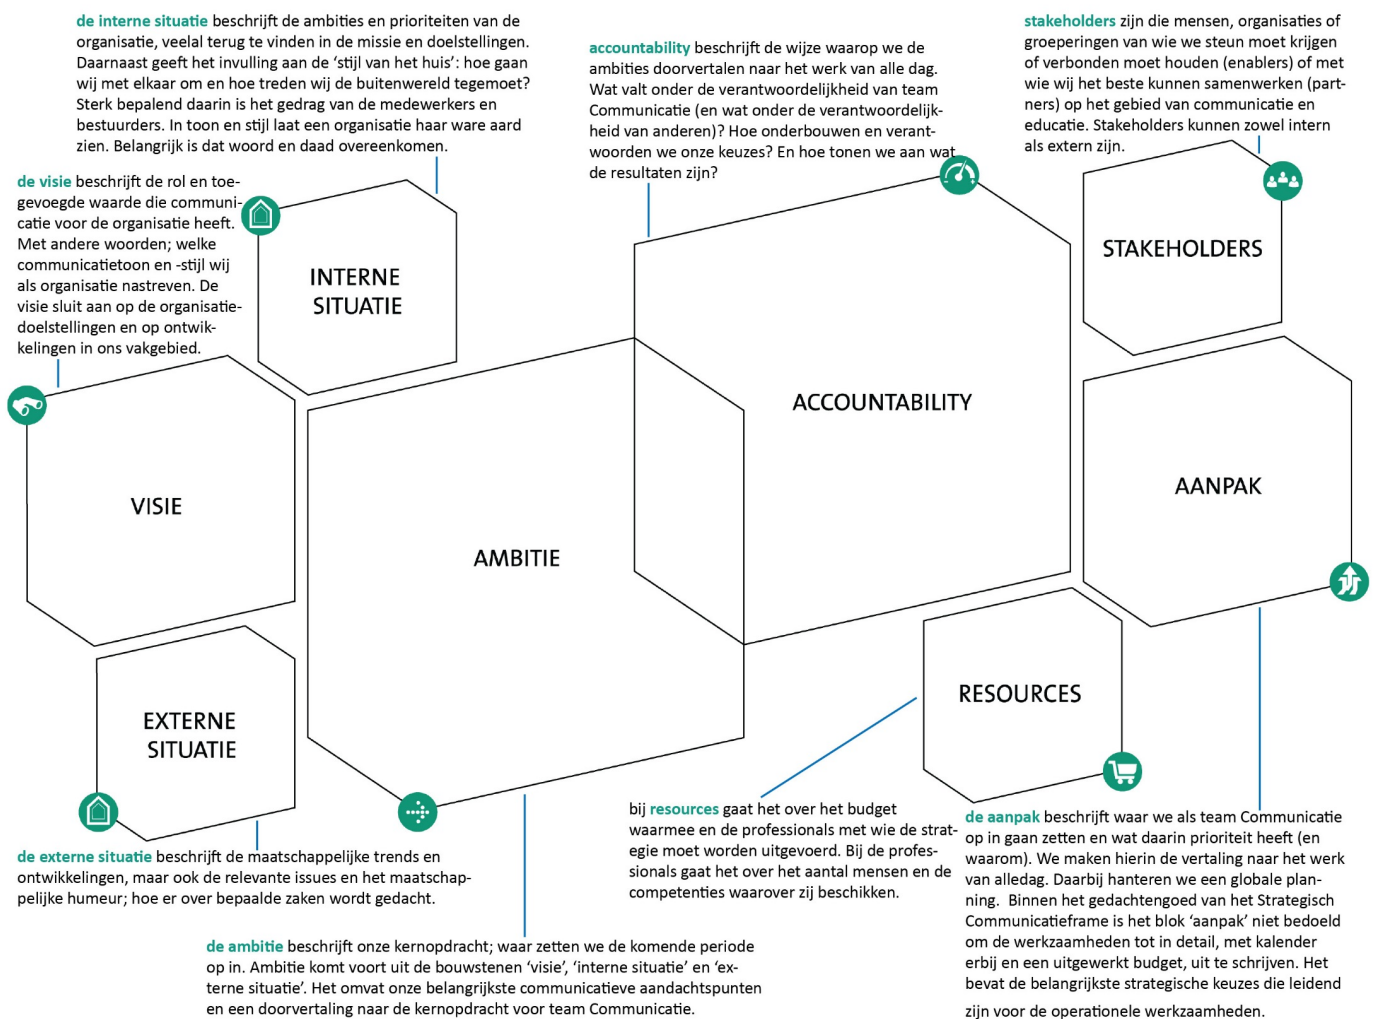 de interne situatie beschrijft de ambities en prioriteiten van de
organisatie, veelal terug te vinden in de missie en doelstellingen.
Daarnaast geeft het invulling aan de ‘stijl van het huis’: hoe gaan
wij met elkaar om en hoe treden wij de buitenwereld tegemoet?
Sterk bepalend daarin is het gedrag van de medewerkers en
bestuurders. In toon en stijl laat een organisatie haar ware aard
zien. Belangrijk is dat woord en daad overeenkomen.
accountability beschrijft de wijze waarop we de
ambities doorvertalen naar het werk van alle dag.
Wat valt onder de verantwoordelijkheid van team
Communicatie (en wat onder de verantwoordelijk-
heid van anderen)? Hoe onderbouwen en verant-
woorden we onze keuzes? En hoe tonen we aan wat
de resultaten zijn?
stakeholders zijn die mensen, organisaties of
groeperingen van wie we steun moet krijgen
of verbonden moet houden (enablers) of met
wie wij het beste kunnen samenwerken (part-
ners) op het gebied van communicatie en
educatie. Stakeholders kunnen zowel intern
als extern zijn.
de visie beschrijft de rol en toe-
gevoegde waarde die communi-
catie voor de organisatie heeft.
Met andere woorden; welke
communicatietoon en -stijl wij
als organisatie nastreven. De
visie sluit aan op de organisatie-
doelstellingen en op ontwik-
kelingen in ons vakgebied.
INTERNE
SITUATIE
STAKEHOLDERS
ACCOUNTABILITY
VISIE
AMBITIE
AANPAK
EXTERNE
SITUATIE
RESOURCES
de externe situatie beschrijft de maatschappelijke trends en
ontwikkelingen, maar ook de relevante issues en het maatschap-
pelijke humeur; hoe er over bepaalde zaken wordt gedacht.
bij resources gaat het over het budget
waarmee en de professionals met wie de strat-
egie moet worden uitgevoerd. Bij de profes-
sionals gaat het over het aantal mensen en de
competenties waarover zij beschikken.
de aanpak beschrijft waar we als team Communicatie
op in gaan zetten en wat daarin prioriteit heeft (en
waarom). We maken hierin de vertaling naar het werk
van alledag. Daarbij hanteren we een globale plan-
ning. Binnen het gedachtengoed van het Strategisch
Communicatieframe is het blok ‘aanpak’ niet bedoeld
om de werkzaamheden tot in detail, met kalender
erbij en een uitgewerkt budget, uit te schrijven. Het
bevat de belangrijkste strategische keuzes die leidend
zijn voor de operationele werkzaamheden.
de ambitie beschrijft onze kernopdracht; waar zetten we de komende periode
op in. Ambitie komt voort uit de bouwstenen ‘visie’, ‘interne situatie’ en ‘ex-
terne situatie’. Het omvat onze belangrijkste communicatieve aandachtspunten
en een doorvertaling naar de kernopdracht voor team Communicatie.